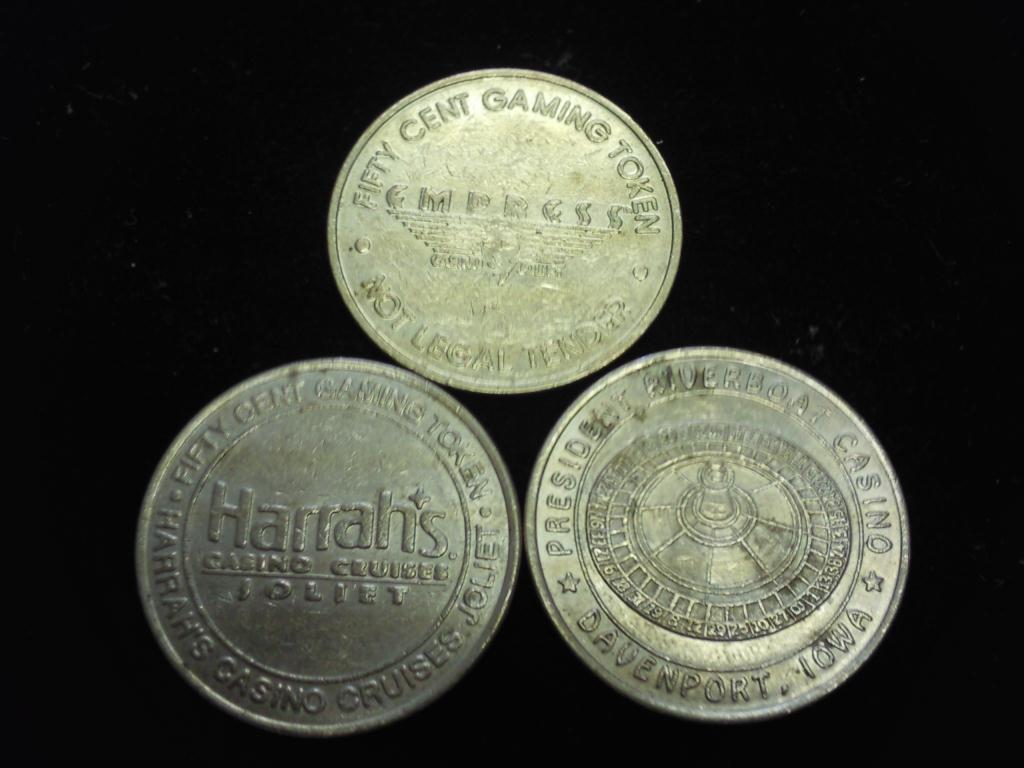 FIFTY CENT GAMING TOKEN
EMPRESS
NOT LEGAL TENDER
FIFTY CENT GAMING TOKEN
Harrah's
CASINO CRUISES
JOLIET
HARRAH'S CASINO CRUISES. JOLIET
PRESIDENT RIVERBOAT CASINO
DAVENPORT, IOWA